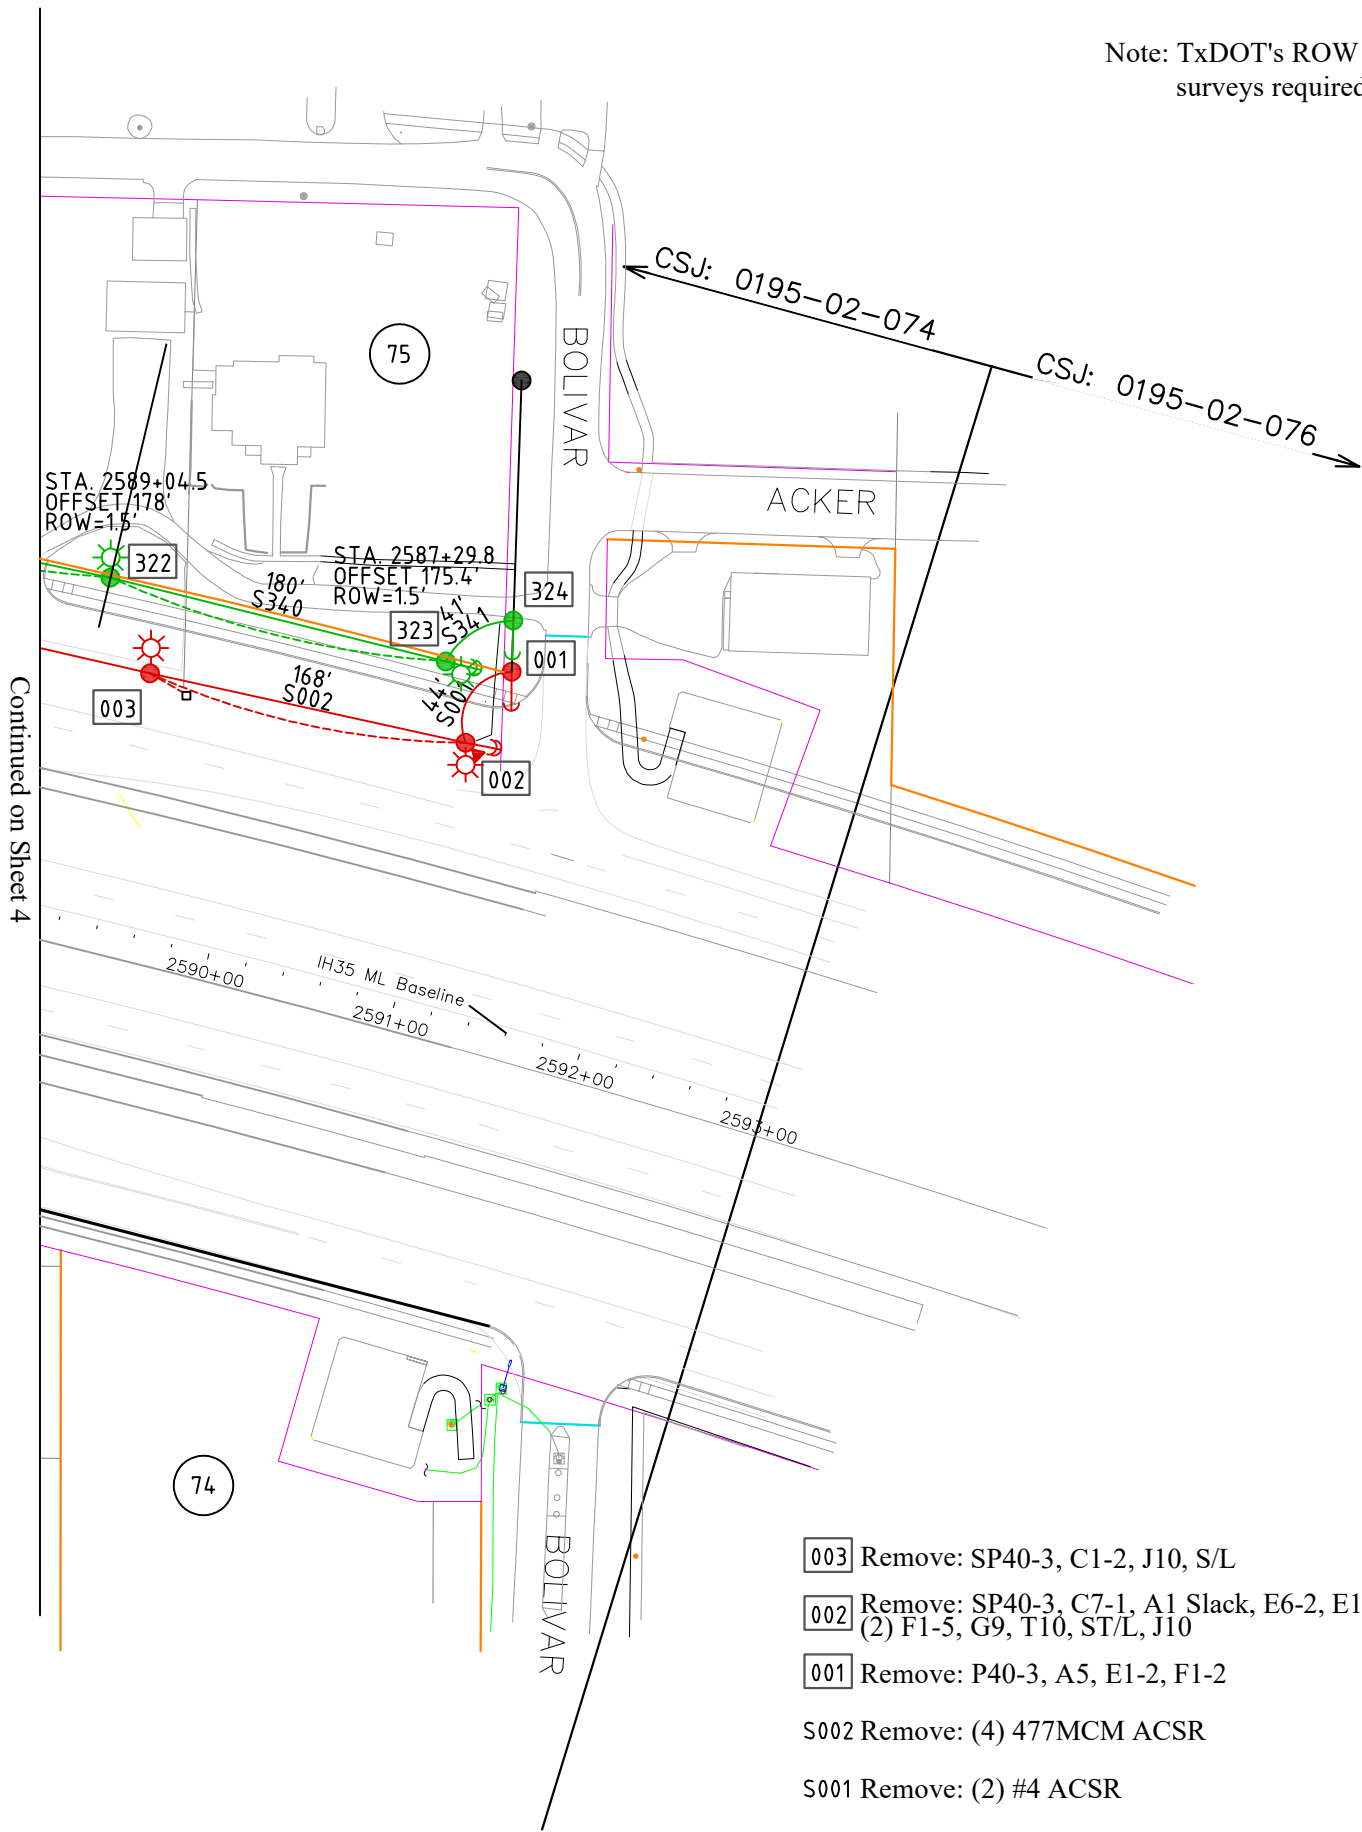 Note: TxDOT's ROW
surveys required
CSJ: 0195-02-074
CSJ: 0195-02-076
75
BOLIVAR
ACKER
STA. 2589+04.5
OFFSET 178'
ROW=1.5'
322
180'
S340
STA. 2587+29.8
OFFSET 175.4'
ROW=1.5'
323
41'
S341
324
001
003
168'
S002
44'
S001
002
Continued on Sheet 4
2590+00
IH35 ML Baseline
2591+00
2592+00
2593+00
74
BOLIVAR
003 Remove: SP40-3, C1-2, J10, S/L
002 Remove: SP40-3, C7-1, A1 Slack, E6-2, E1
(2) F1-5, G9, T10, ST/L, J10
001 Remove: P40-3, A5, E1-2, F1-2
S002 Remove: (4) 477MCM ACSR
S001 Remove: (2) #4 ACSR